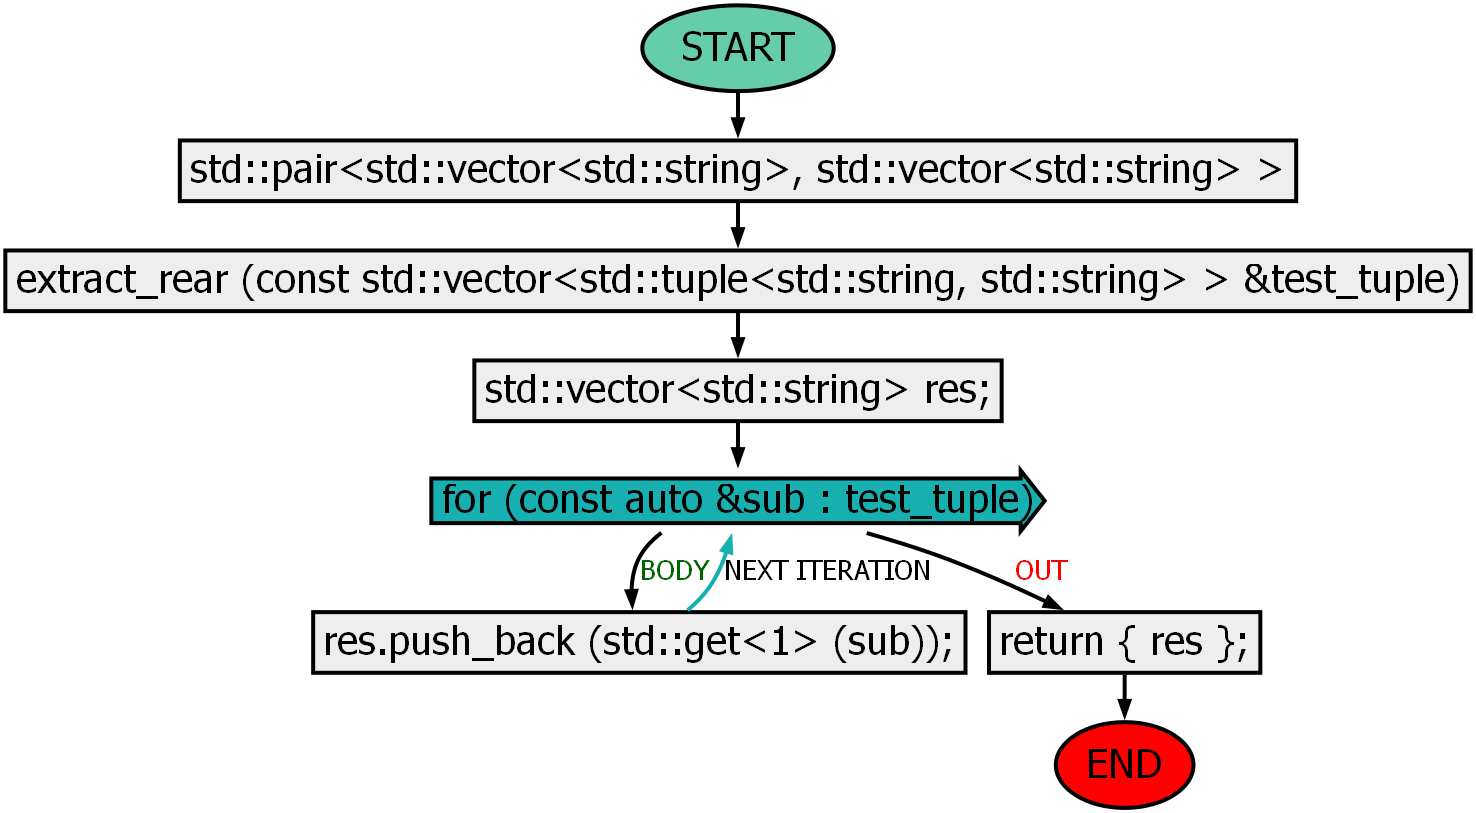 START
std::pair<std::vector<std::string>, std::vector<std::string> >
extract_rear (const std::vector<std::tuple<std::string, std::string> > &test_tuple)
std::vector<std::string> res;
for (const auto &sub : test_tuple)
BODY
NEXT ITERATION
OUT
res.push_back (std::get<1> (sub));
return { res };
END